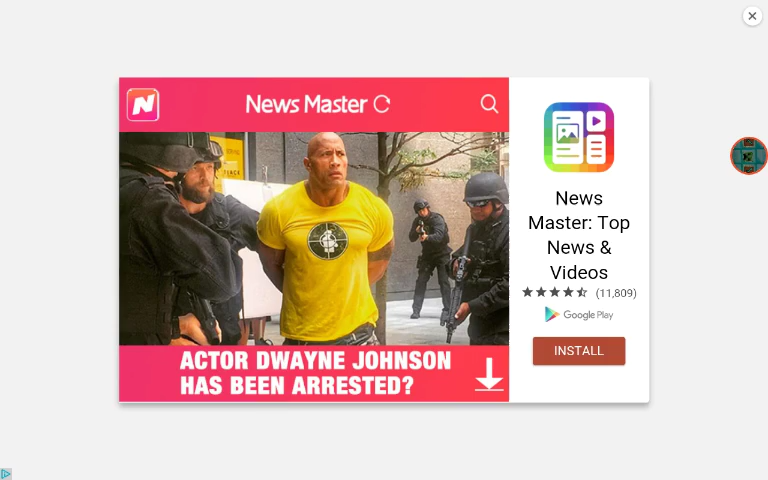 News Master
ACTOR DWAYNE JOHNSON
HAS BEEN ARRESTED?
News
Master: Top
News &
Videos
(11,809)
Google Play
INSTALL